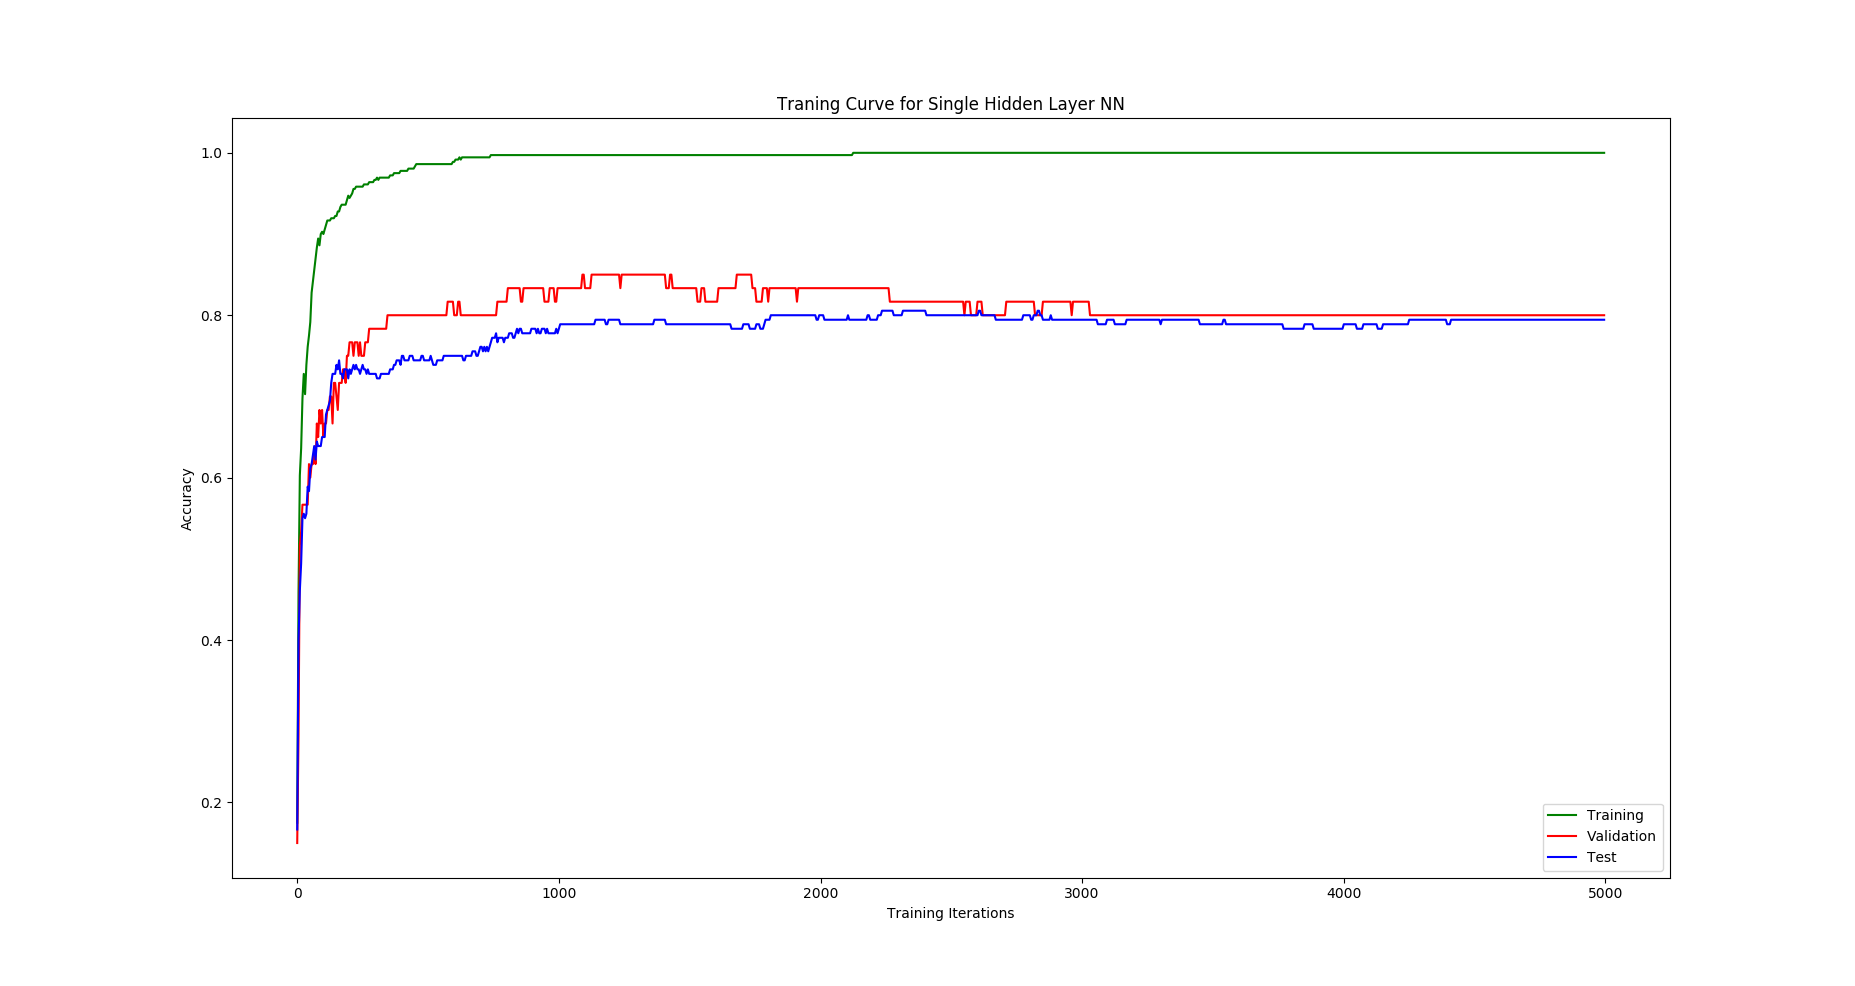 Traning Curve for Single Hidden Layer NN
1.0
0.8
0.6
0.4
0.2
Accuracy
0
1000
2000
3000
4000
5000
Training Iterations
Training
Validation
Test